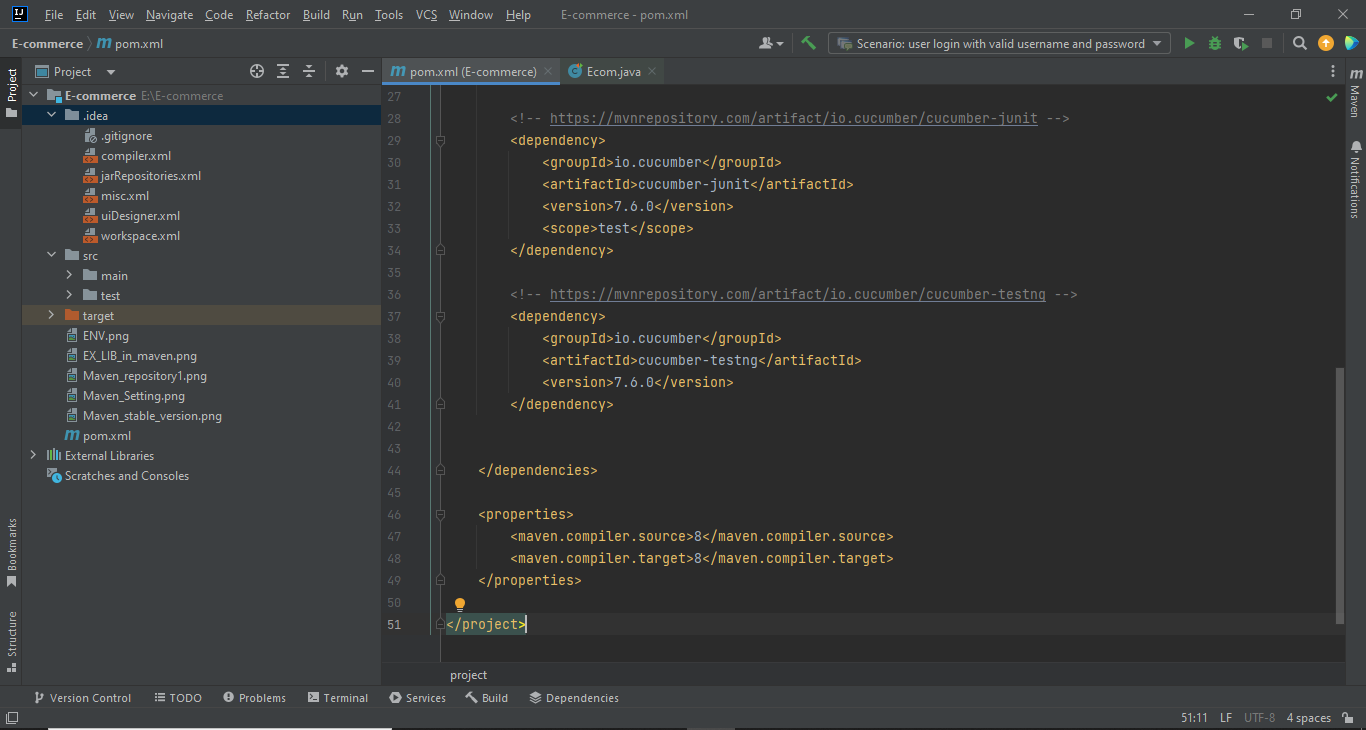 File Edit View Navigate Code Refactor Build Run Tools VCS Window Help E-commerce - pom.xml
E-commerce pom.xml
Scenario: user login with valid username and password
Project
Project
pom.xml (E-commerce)
Ecom.java
Maven
Notifications
E-commerce E:\E-commerce
.idea
.gitignore
compiler.xml
jarRepositories.xml
misc.xml
uiDesigner.xml
workspace.xml
src
main
test
target
ENV.png
EX_LIB_in_maven.png
Maven_repository1.png
Maven_Setting.png
Maven_stable_version.png
pom.xml
External Libraries
Scratches and Consoles
Bookmarks
Structure
27
28 <!-- https://mvnrepository.com/artifact/io.cucumber/cucumber-junit -->
29 <dependency>
30 <groupId>io.cucumber</groupId>
31 <artifactId>cucumber-junit</artifactId>
32 <version>7.6.0</version>
33 <scope>test</scope>
34 </dependency>
35
36 <!-- https://mvnrepository.com/artifact/io.cucumber/cucumber-testng -->
37 <dependency>
38 <groupId>io.cucumber</groupId>
39 <artifactId>cucumber-testng</artifactId>
40 <version>7.6.0</version>
41 </dependency>
42
43
44 </dependencies>
45
46 <properties>
47 <maven.compiler.source>8</maven.compiler.source>
48 <maven.compiler.target>8</maven.compiler.target>
49 </properties>
50
51 </project>
project
Version Control TODO Problems Terminal Services Build Dependencies
51:11 LF UTF-8 4 spaces